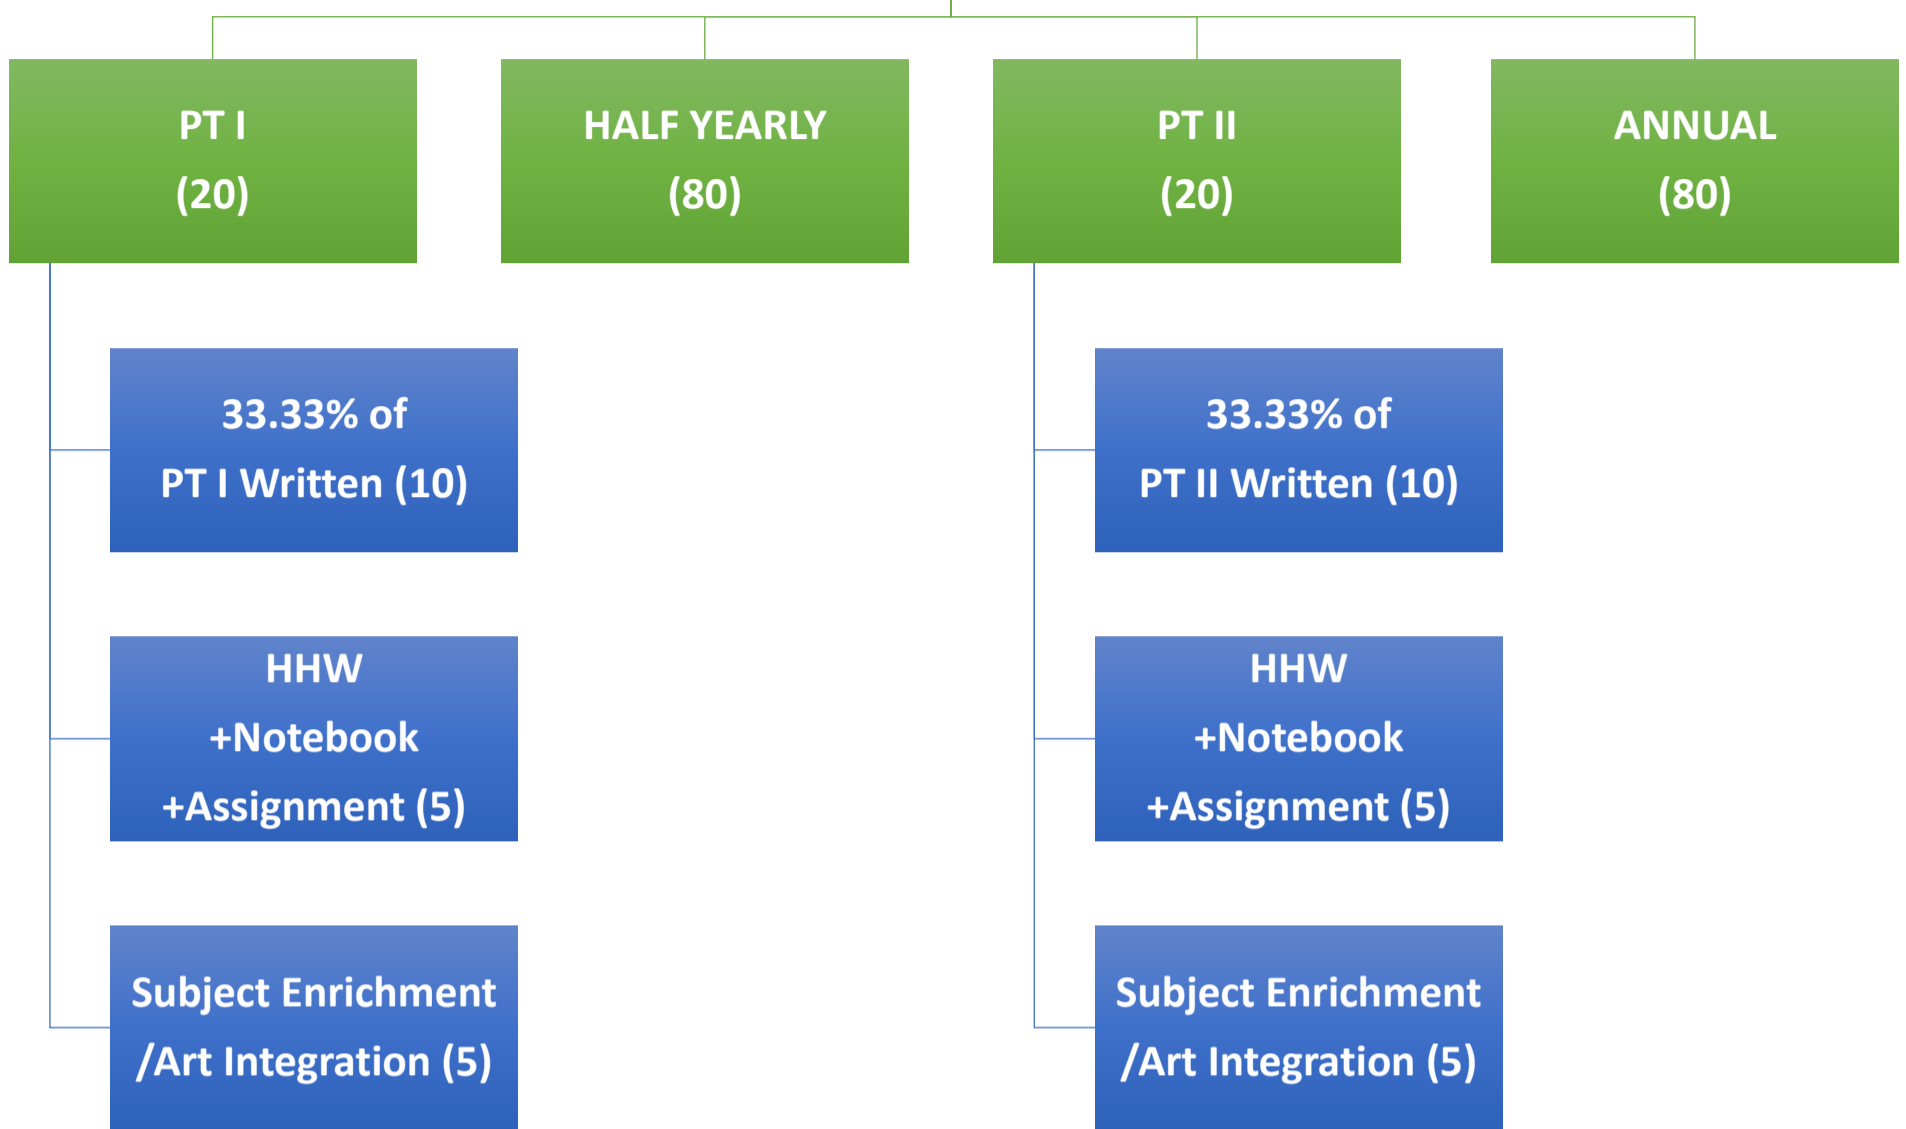 PT I
(20)
HALF YEARLY
(80)
PT II
(20)
ANNUAL
(80)
33.33% of
PT I Written (10)
HHW
+Notebook
+Assignment (5)
Subject Enrichment
/Art Integration (5)
33.33% of
PT II Written (10)
HHW
+Notebook
+Assignment (5)
Subject Enrichment
/Art Integration (5)